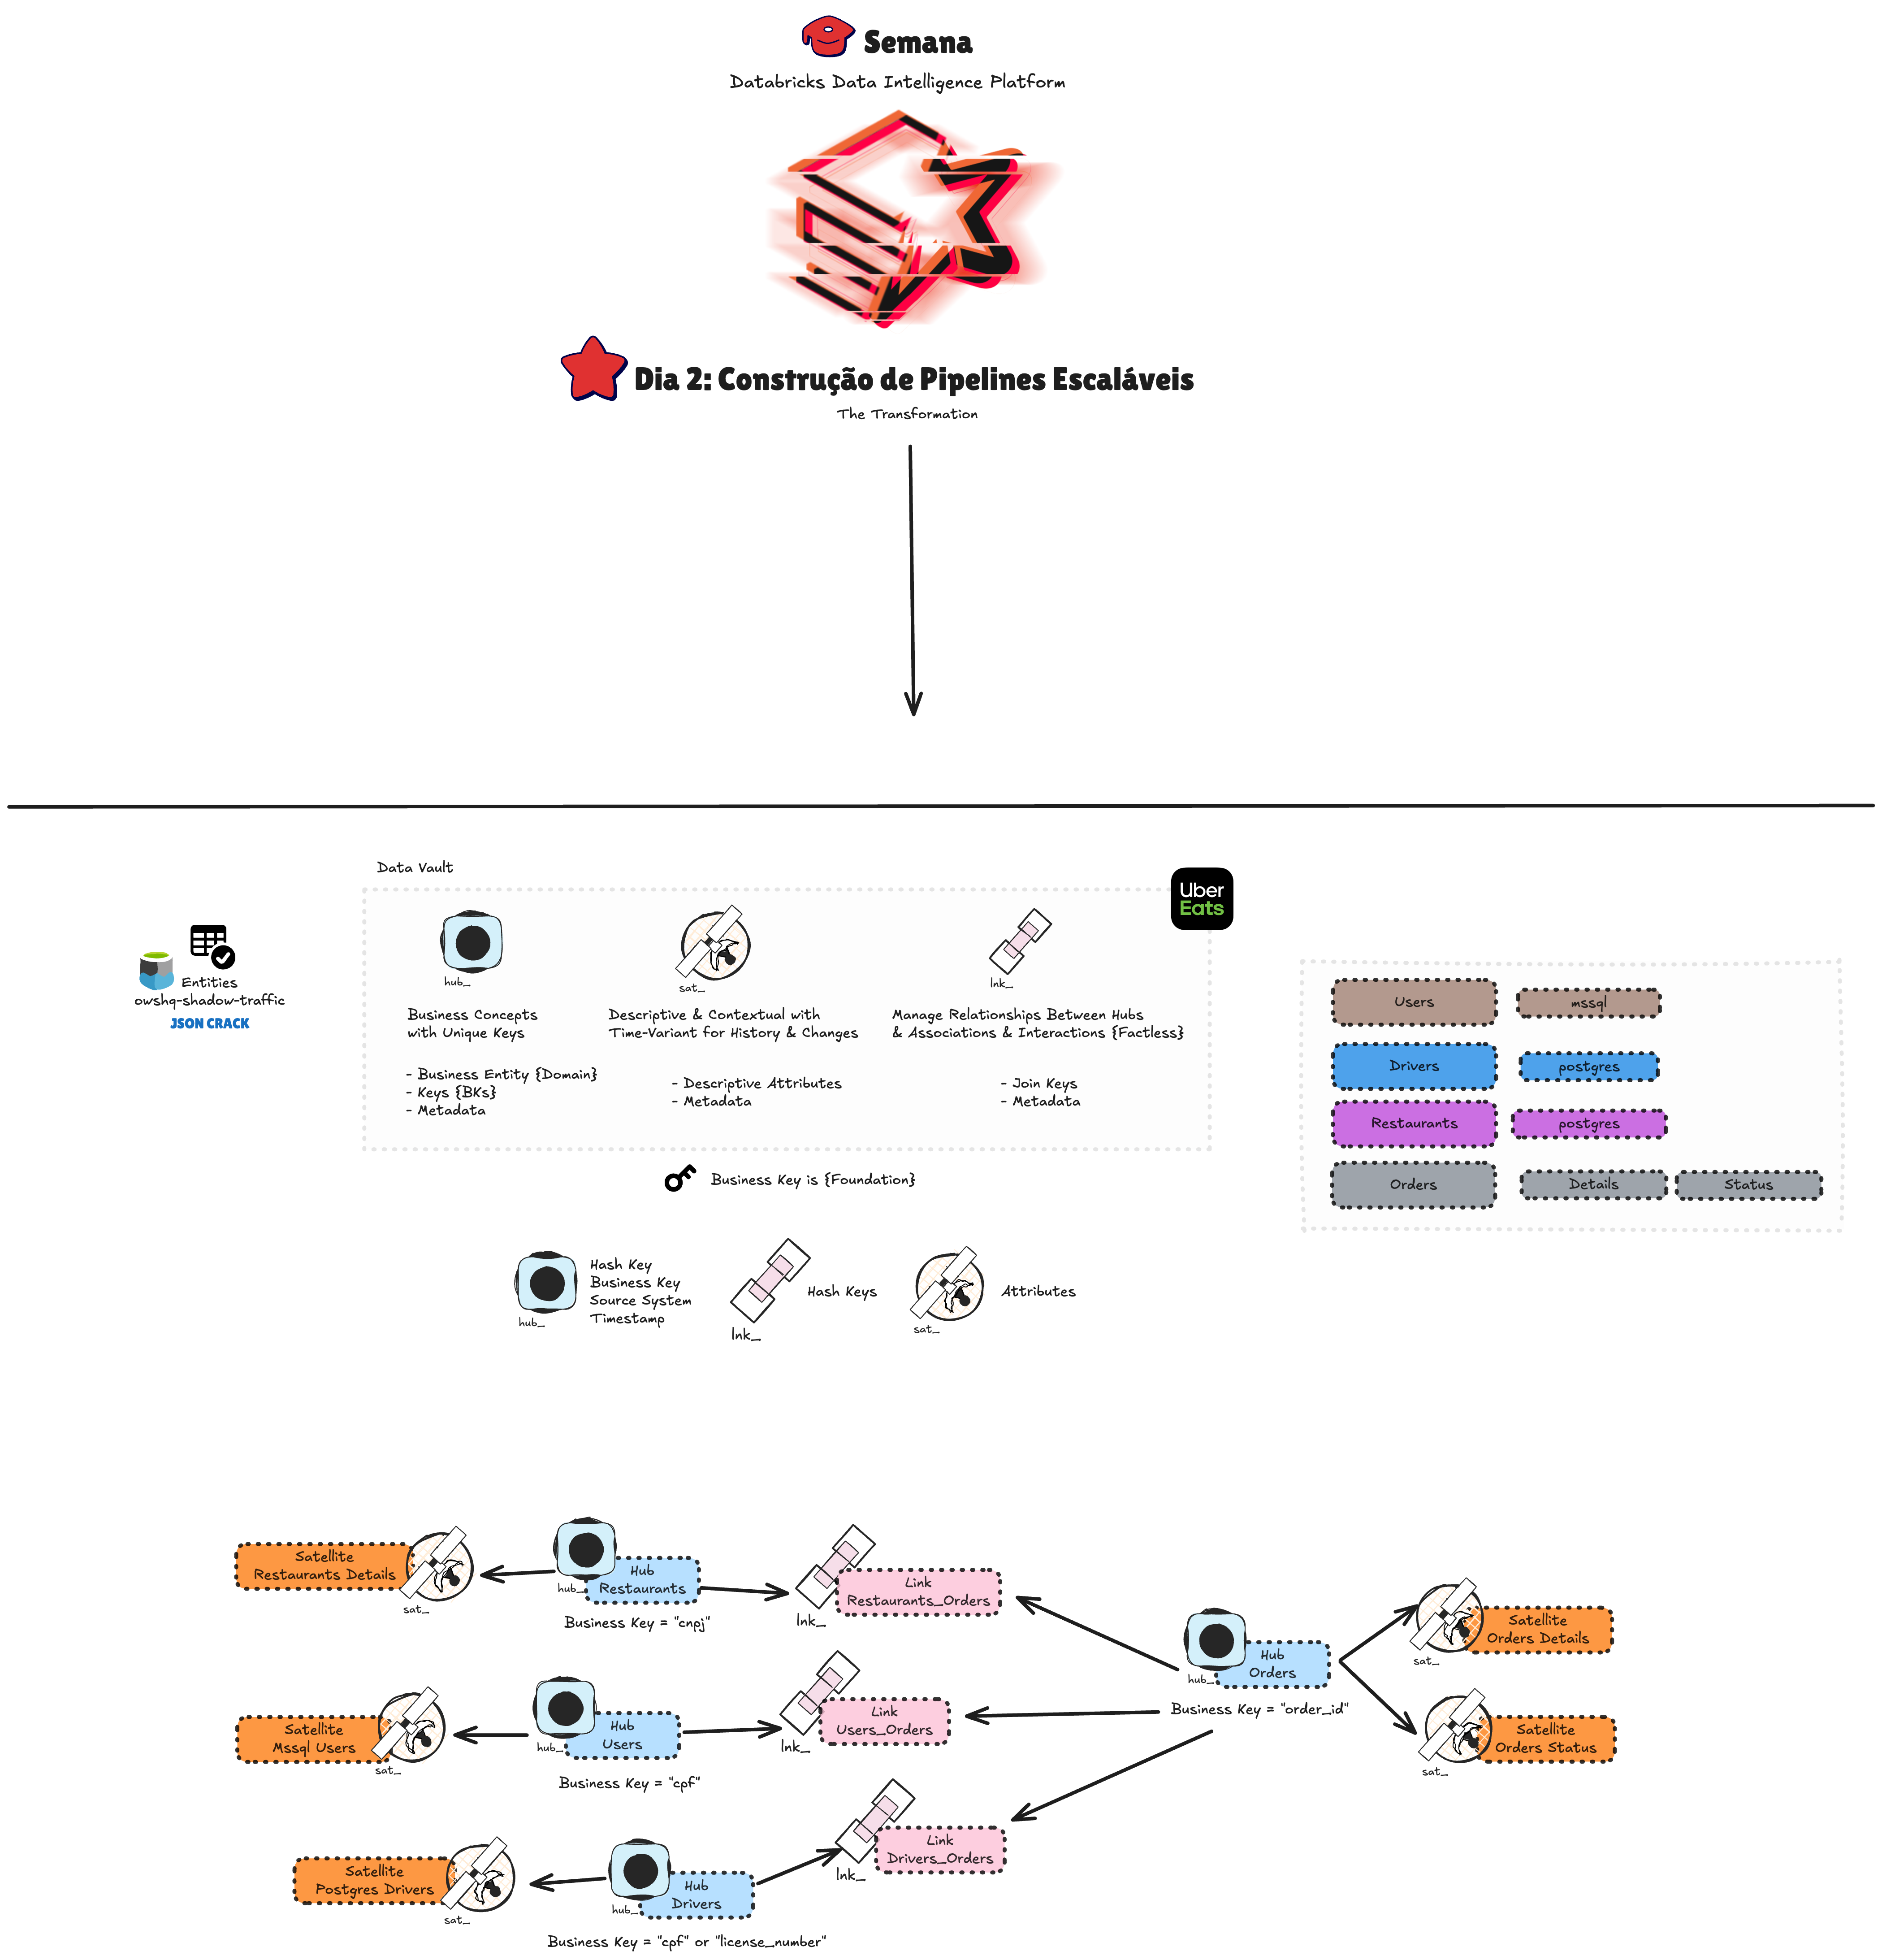 Semana
Databricks Data Intelligence Platform
Dia 2: Construção de Pipelines Escaláveis
The Transformation
Data Vault
Uber
Eats
Entities
owshq-shadow-traffic
JSON CRACK
hub_
Business Concepts
with Unique Keys
- Business Entity {Domain}
- Keys {BKs}
- Metadata
sat_
Descriptive & Contextual with
Time-Variant for History & Changes
- Descriptive Attributes
- Metadata
lnk_
Manage Relationships Between Hubs
& Associations & Interactions {Factless}
- Join Keys
- Metadata
Users
mssql
Drivers
postgres
Restaurants
postgres
Orders
Details
Status
Business Key is {Foundation}
hub_
Hash Key
Business Key
Source System
Timestamp
lnk_
Hash Keys
sat_
Attributes
Satellite
Restaurants Details
sat_
hub_
Hub
Restaurants
Business Key = "cnpj"
lnk_
Link
Restaurants_Orders
hub_
Hub
Orders
Business Key = "order_id"
sat_
Satellite
Orders Details
Satellite
Mssql Users
sat_
hub_
Hub
Users
Business Key = "cpf"
lnk_
Link
Users_Orders
sat_
Satellite
Orders Status
Satellite
Postgres Drivers
sat_
hub_
Hub
Drivers
Business Key = "cpf" or "license_number"
lnk_
Link
Drivers_Orders